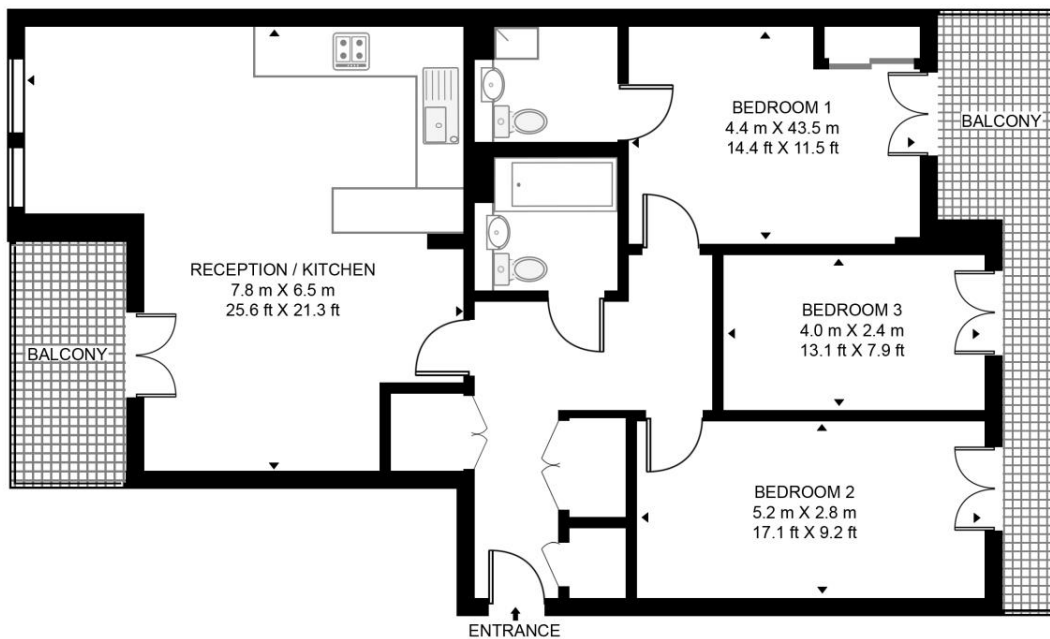 BEDROOM 1
4.4 m X 43.5 m
14.4 ft X 11.5 ft
BALCONY
RECEPTION / KITCHEN
7.8 m X 6.5 m
25.6 ft X 21.3 ft
BALCONY
BEDROOM 3
4.0 m X 2.4 m
13.1 ft X 7.9 ft
BEDROOM 2
5.2 m X 2.8 m
17.1 ft X 9.2 ft
ENTRANCE